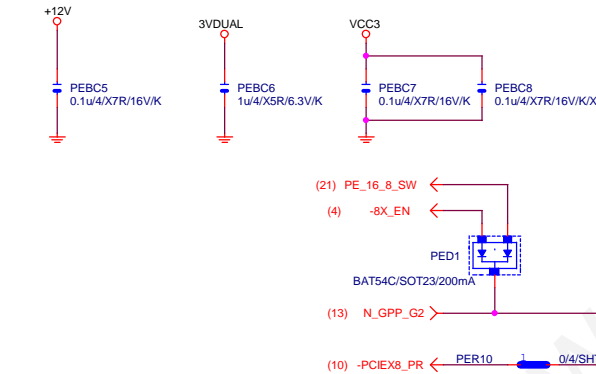 +12V
3VDUAL
VCC3
PEBC5
0.1u/4/X7R/16V/K
PEBC6
1u/4/X5R/6.3V/K
PEBC7
0.1u/4/X7R/16V/K
PEBC8
0.1u/4/X7R/16V/K/X
(21) PE_16_8_SW
(4) -8X_EN
PED1
BAT54C/SOT23/200mA
(13) N_GPP_G2
(10) -PCIEX8_PR
PER10
1
0/4/SHT